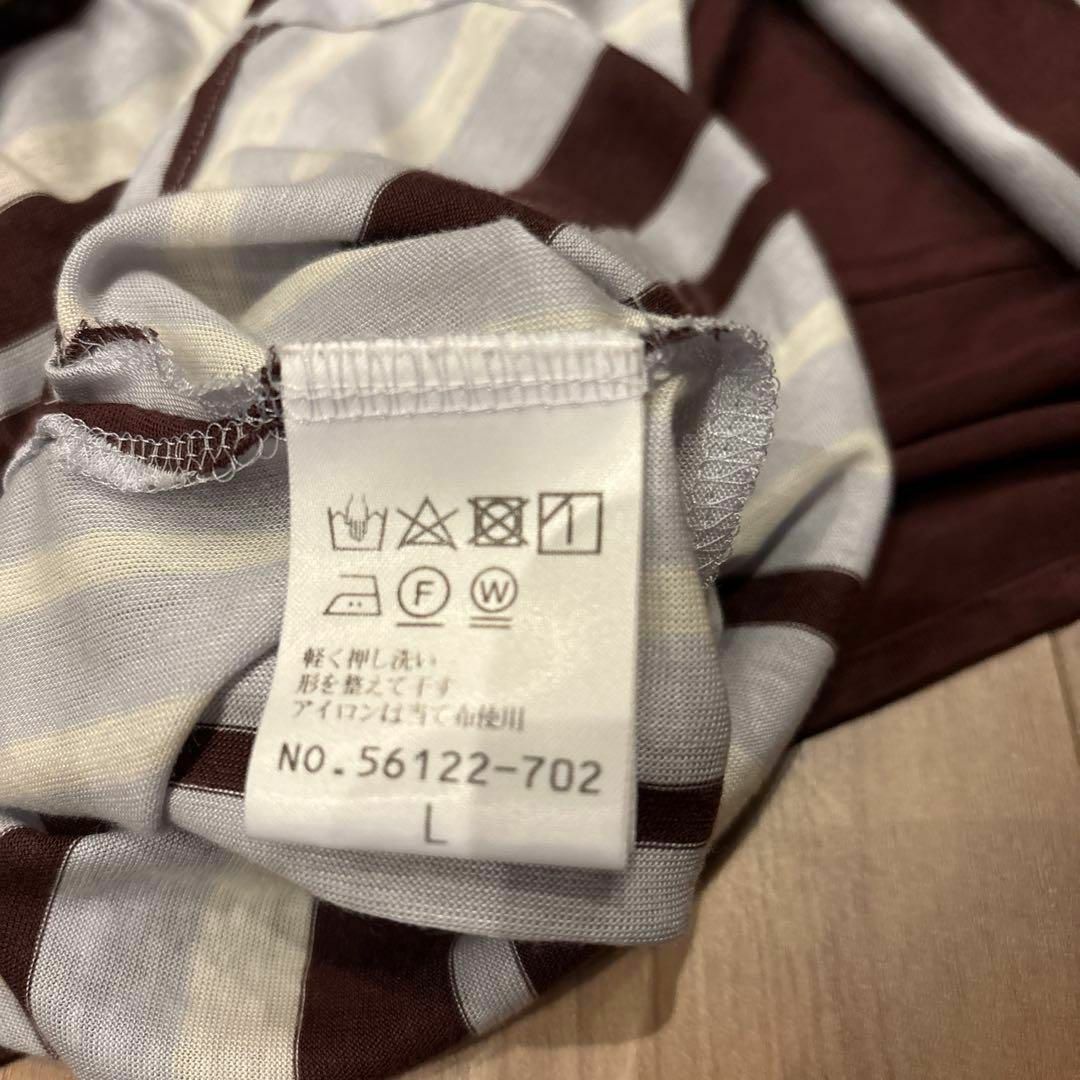 F W
軽く押し洗い
形を整えて干す
アイロンは当て布使用
NO.56122-702
L